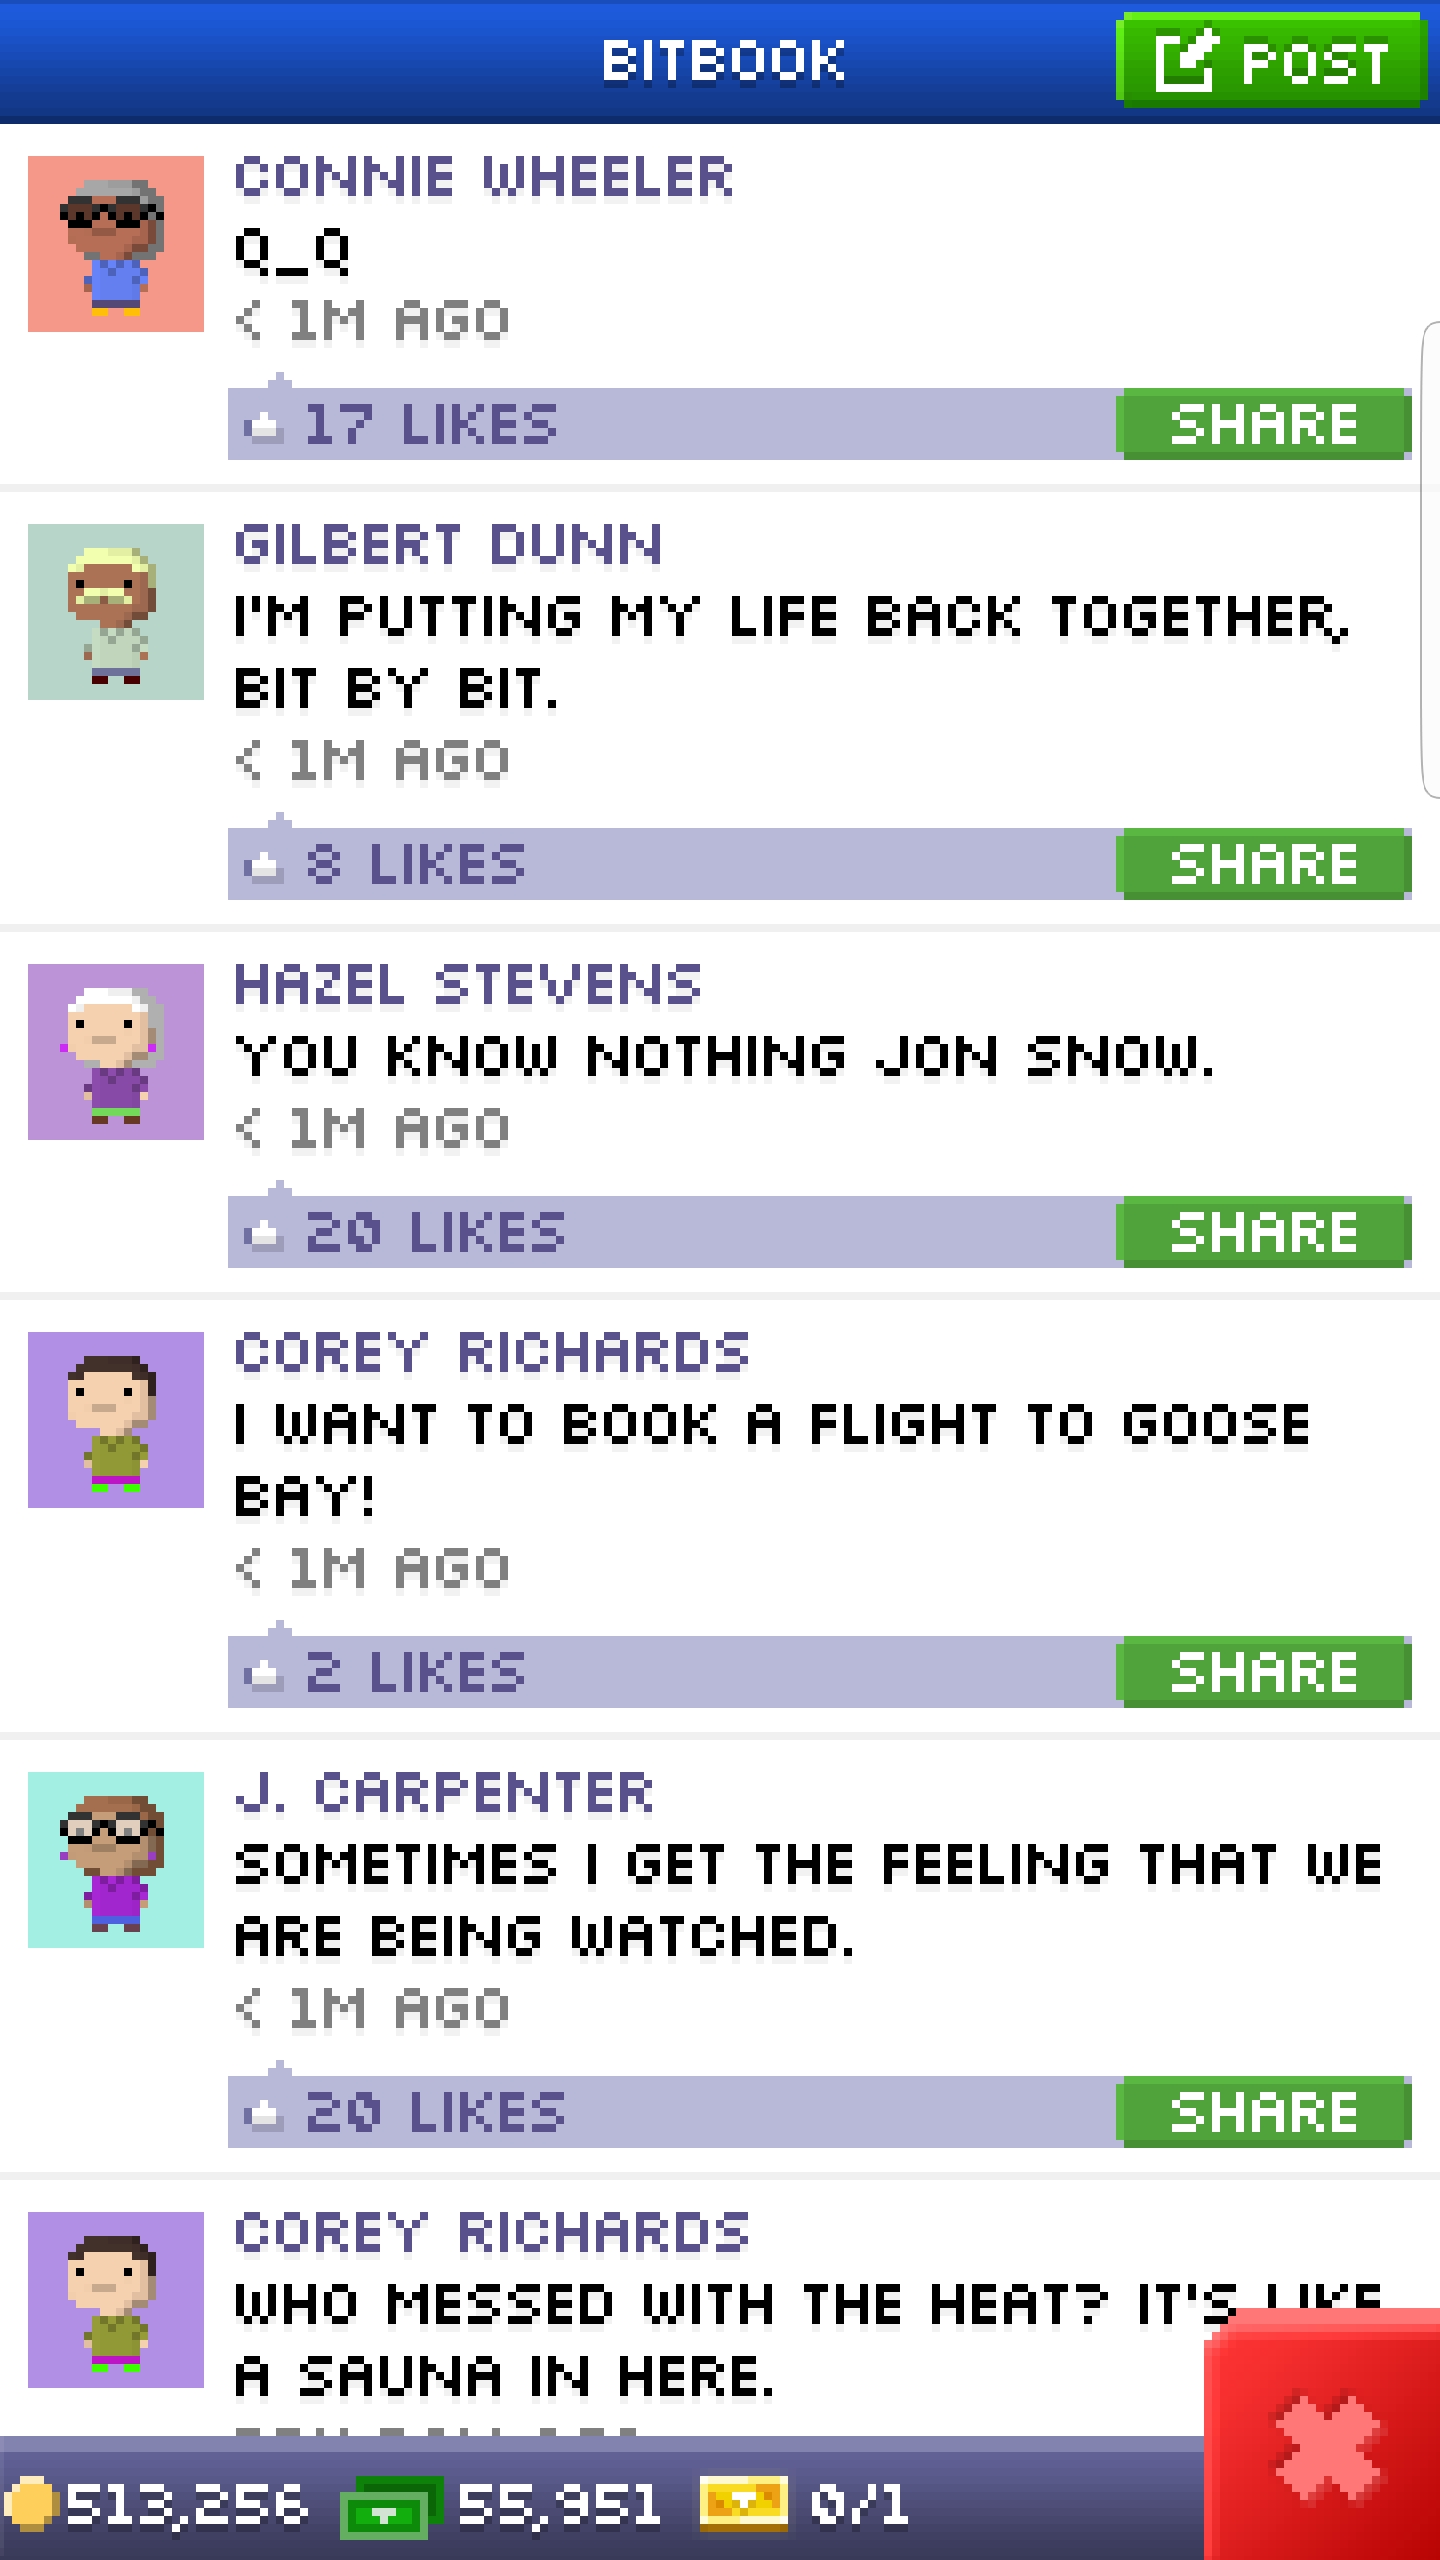 BITBOOK
POST
CONNIE WHEELER
Q_Q
< 1M AGO
17 LIKES
SHARE
GILBERT DUNN
I'M PUTTING MY LIFE BACK TOGETHER,
BIT BY BIT.
< 1M AGO
8 LIKES
SHARE
HAZEL STEVENS
YOU KNOW NOTHING JON SNOW.
< 1M AGO
20 LIKES
SHARE
COREY RICHARDS
I WANT TO BOOK A FLIGHT TO GOOSE
BAY!
< 1M AGO
2 LIKES
SHARE
J. CARPENTER
SOMETIMES I GET THE FEELING THAT WE
ARE BEING WATCHED.
< 1M AGO
20 LIKES
SHARE
COREY RICHARDS
WHO MESSED WITH THE HEAT? IT'S LIKE
A SAUNA IN HERE.
513,256
55,951
0/1